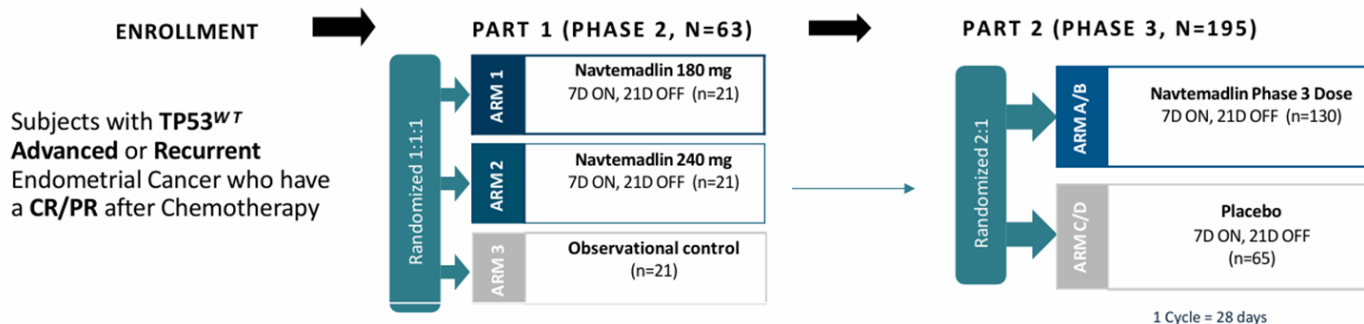 ENROLLMENT
PART 1 (PHASE 2, N=63)
PART 2 (PHASE 3, N=195)
Subjects with TP53WT
Advanced or Recurrent
Endometrial Cancer who have
a CR/PR after Chemotherapy
Randomized 1:1:1
ARM 1
Navtemadlin 180 mg
7D ON, 21D OFF (n=21)
ARM 2
Navtemadlin 240 mg
7D ON, 21D OFF (n=21)
ARM 3
Observational control
(n=21)
Randomized 2:1
ARM A/B
Navtemadlin Phase 3 Dose
7D ON, 21D OFF (n=130)
ARM C/D
Placebo
7D ON, 21D OFF
(n=65)
1 Cycle = 28 days